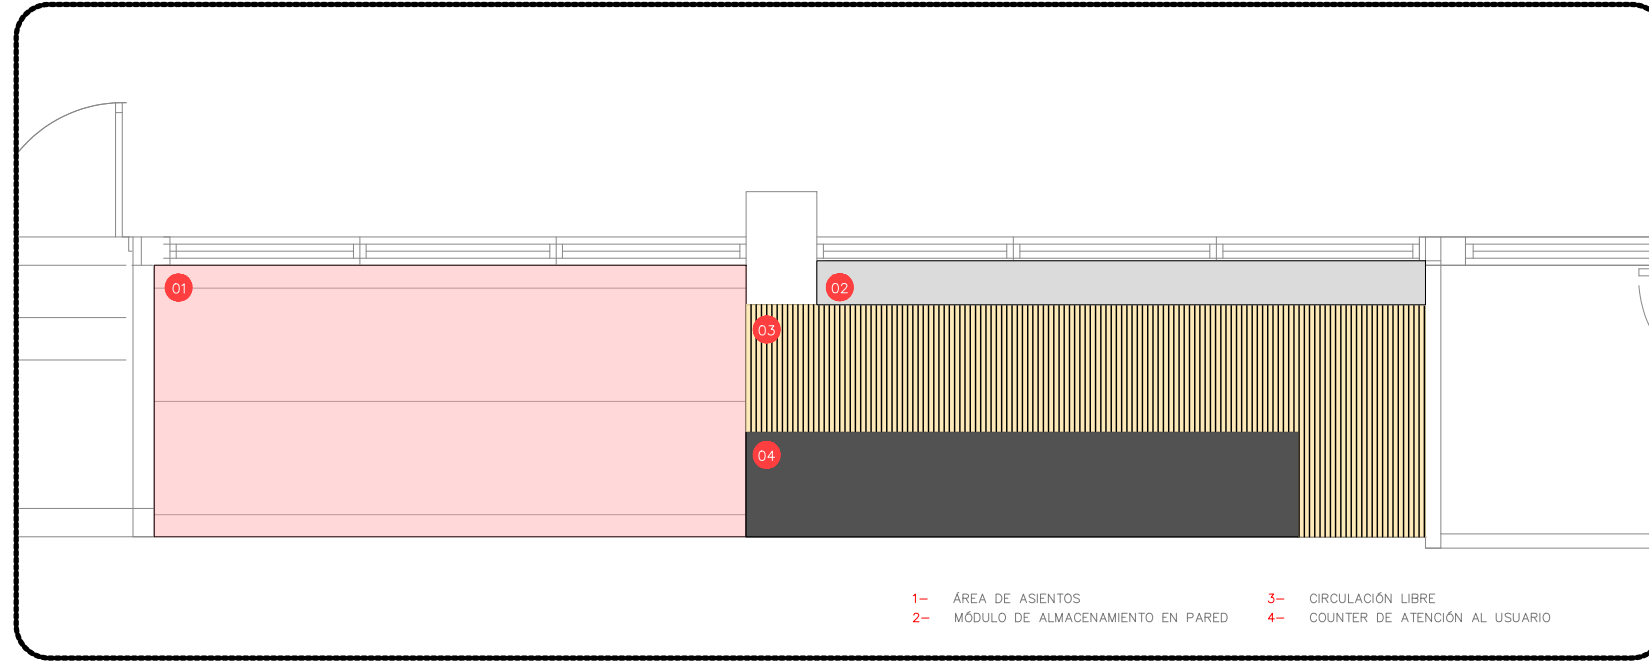 01
02
03
04
1– ÁREA DE ASIENTOS
2– MÓDULO DE ALMACENAMIENTO EN PARED
3– CIRCULACIÓN LIBRE
4– COUNTER DE ATENCIÓN AL USUARIO